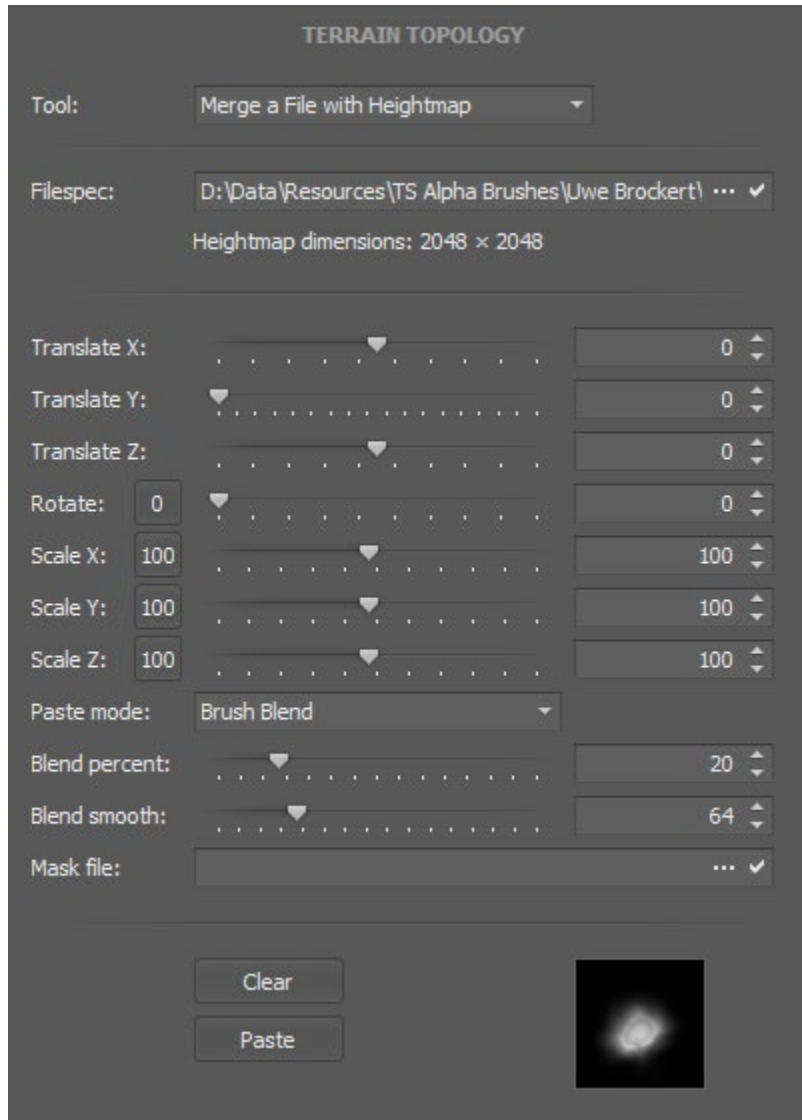 TERRAIN TOPOLOGY
Tool: Merge a File with Heightmap
Filespec: D:\Data\Resources\TS Alpha Brushes\Uwe Brockert\ ...
Heightmap dimensions: 2048 × 2048
Translate X: 0
Translate Y: 0
Translate Z: 0
Rotate: 0 0
Scale X: 100 100
Scale Y: 100 100
Scale Z: 100 100
Paste mode: Brush Blend
Blend percent: 20
Blend smooth: 64
Mask file: ...
Clear
Paste